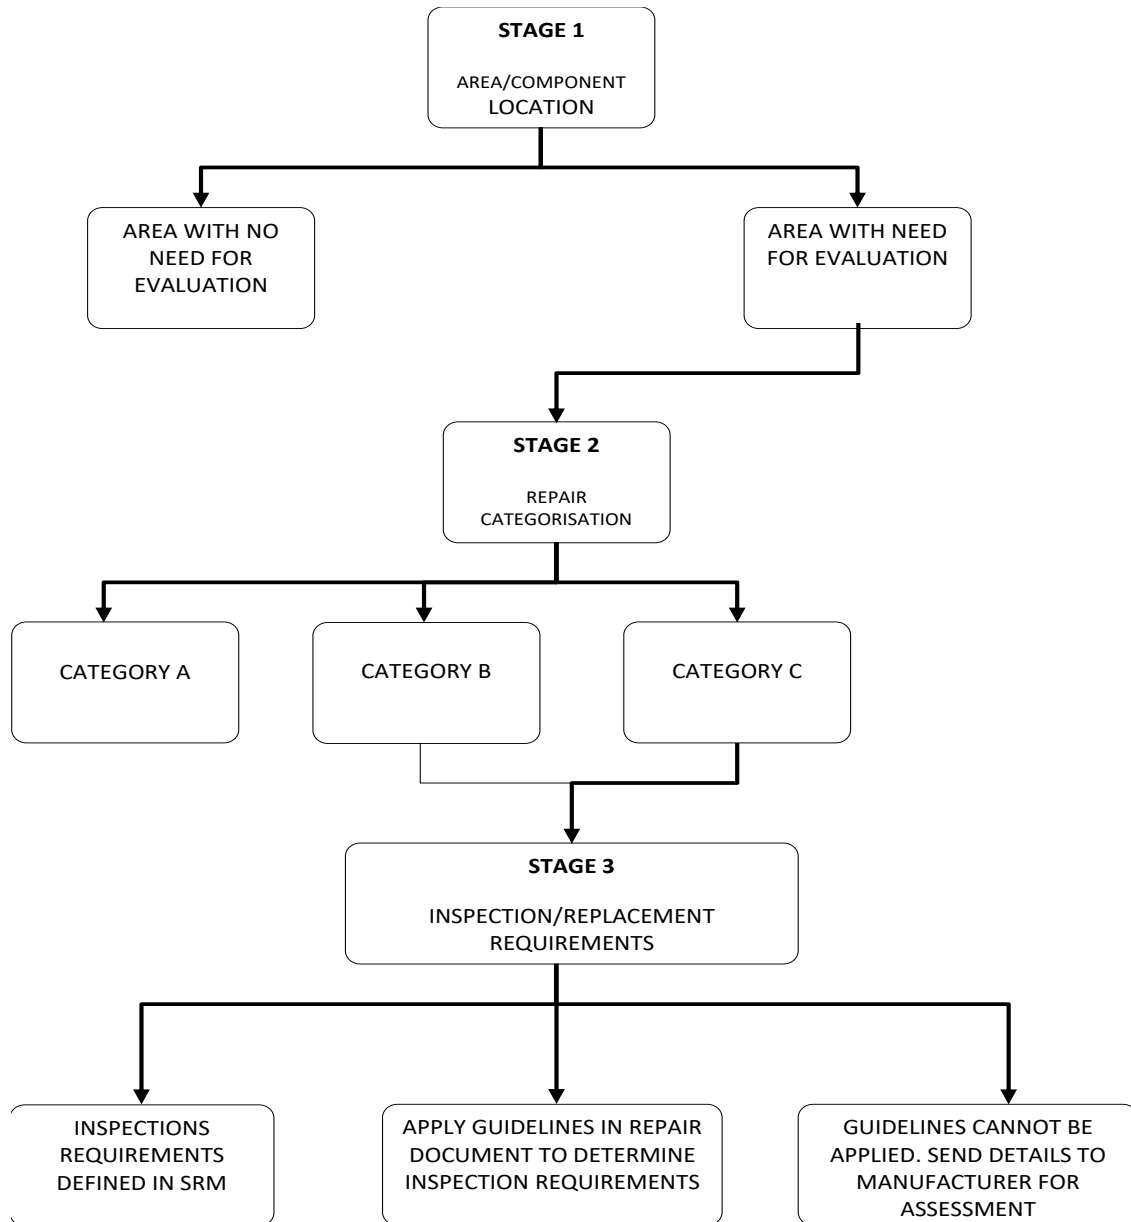 STAGE 1
AREA/COMPONENT
LOCATION
AREA WITH NO
NEED FOR
EVALUATION
AREA WITH NEED
FOR EVALUATION
STAGE 2
REPAIR
CATEGORISATION
CATEGORY A
CATEGORY B
CATEGORY C
STAGE 3
INSPECTION/REPLACEMENT
REQUIREMENTS
INSPECTIONS
REQUIREMENTS
DEFINED IN SRM
APPLY GUIDELINES IN REPAIR
DOCUMENT TO DETERMINE
INSPECTION REQUIREMENTS
GUIDELINES CANNOT BE
APPLIED. SEND DETAILS TO
MANUFACTURER FOR
ASSESSMENT